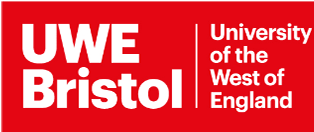 UWE
Bristol
University
of the
West of
England